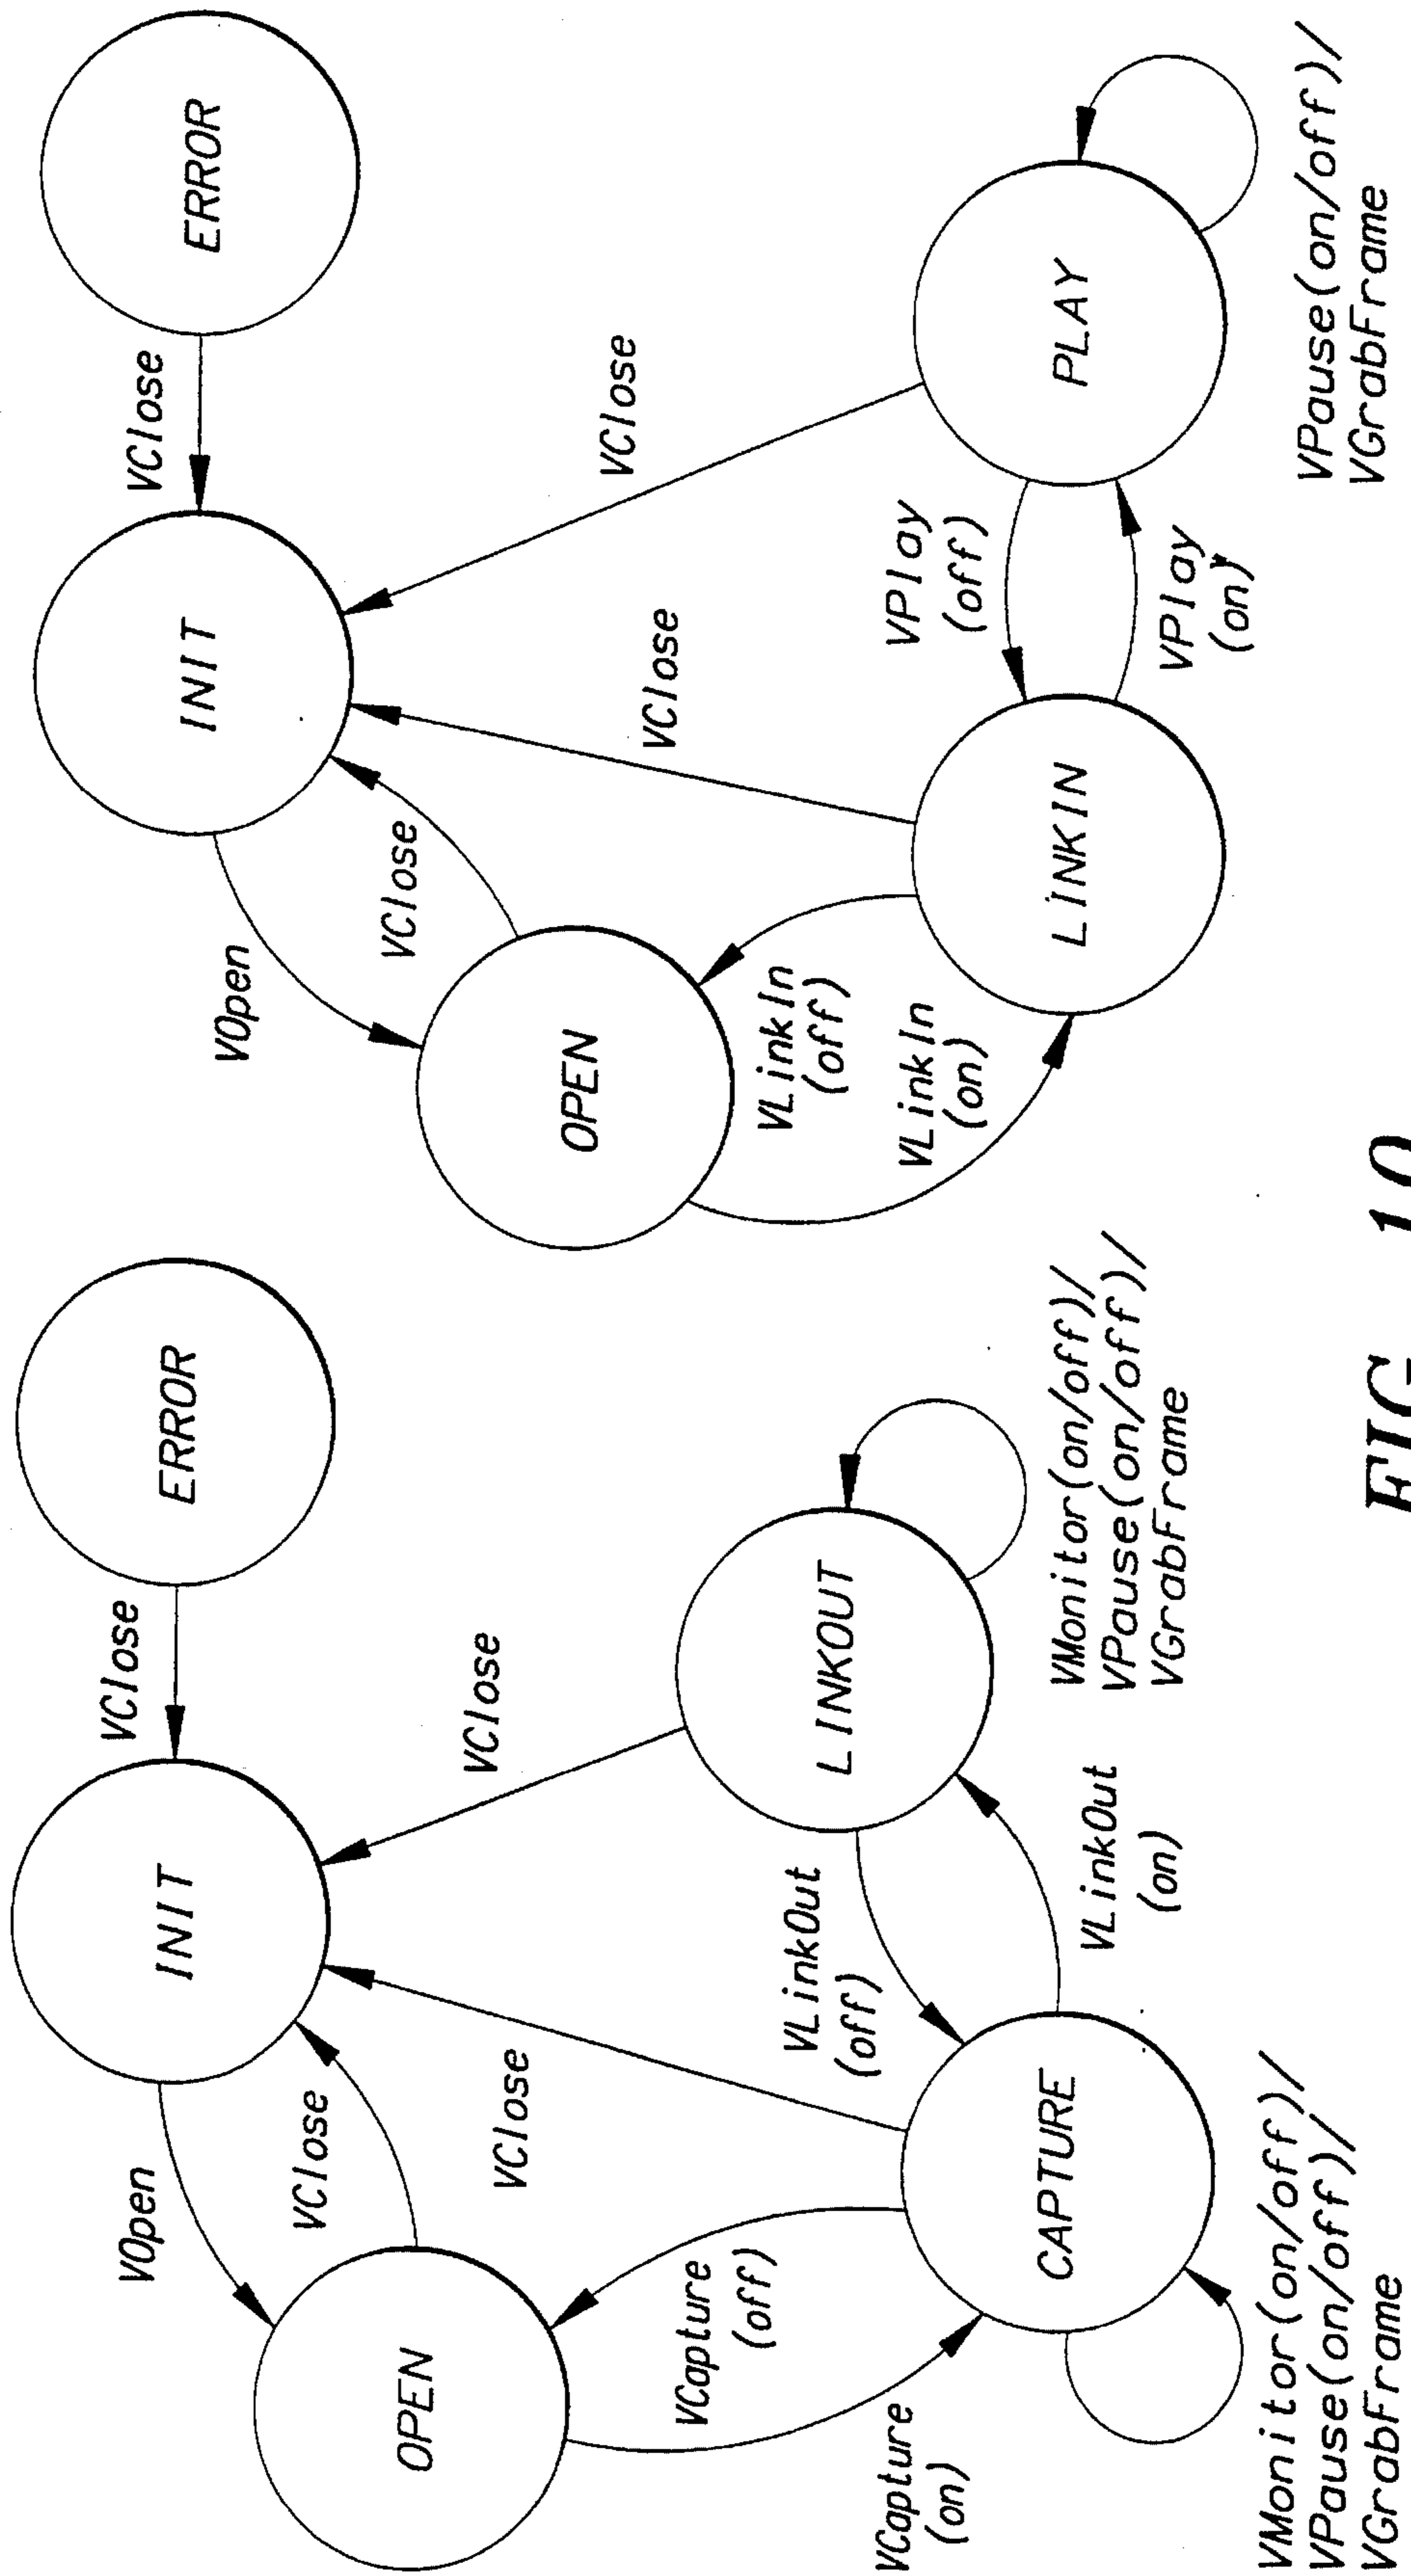 ERROR
VClose
INIT
VOpen
VClose
VClose
VClose
OPEN
VCapture
(off)
VCapture
(on)
VLinkOut
(off)
LINKOUT
VLinkOut
(on)
CAPTURE
VMonitor(on/off)/
VPause(on/off)/
VGrabFrame
VMonitor(on/off)/
VPause(on/off)/
VGrabFrame
ERROR
VClose
INIT
VOpen
VClose
VClose
VClose
OPEN
VLinkIn
(off)
VLinkIn
(on)
VPlay
(off)
PLAY
VPlay
(on)
LINKIN
VPause(on/off)/
VGrabFrame
FIG. 10